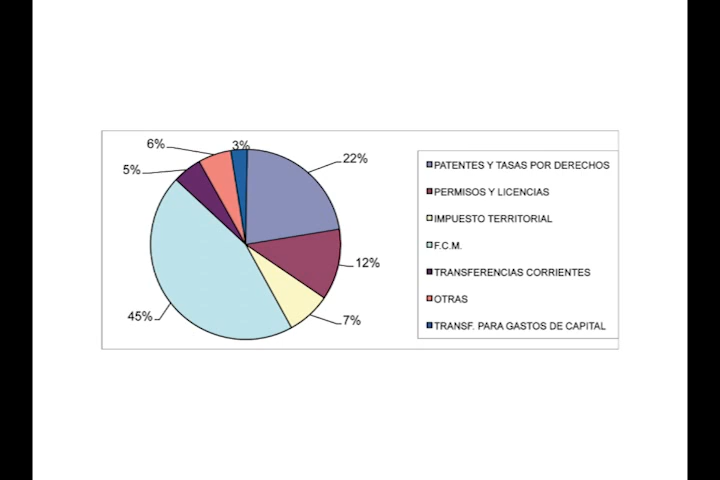 6%
3%
22%
5%
12%
45%
7%
PATENTES Y TASAS POR DERECHOS
PERMISOS Y LICENCIAS
IMPUESTO TERRITORIAL
F.C.M.
TRANSFERENCIAS CORRIENTES
OTRAS
TRANSF. PARA GASTOS DE CAPITAL